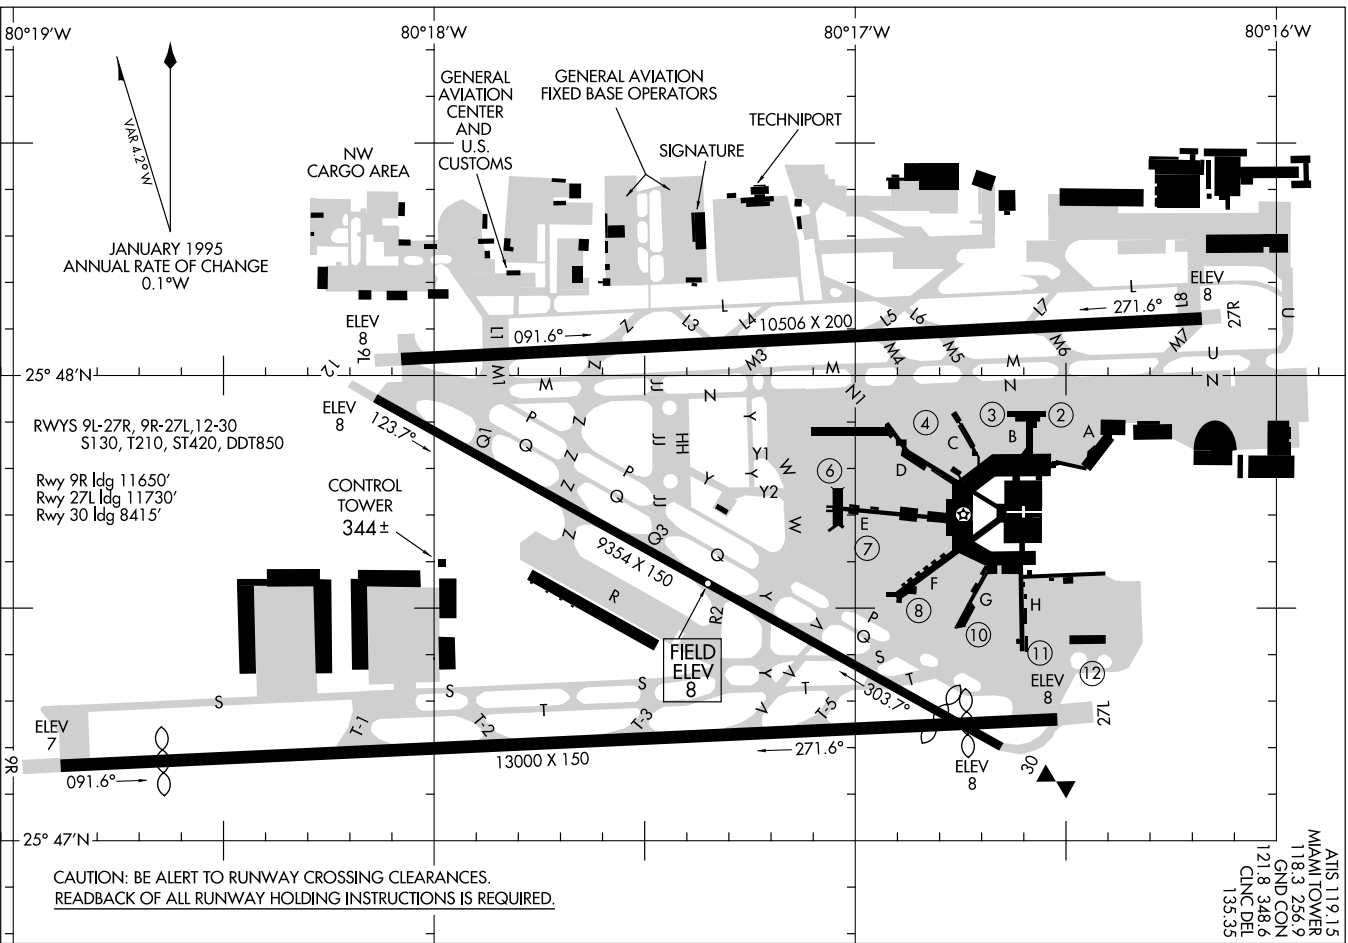 80°19'W
80°18'W
80°17'W
80°16'W
VAR 4.2° W
JANUARY 1995
ANNUAL RATE OF CHANGE
0.1°W
NW
CARGO AREA
GENERAL
AVIATION
CENTER
AND
U.S.
CUSTOMS
GENERAL AVIATION
FIXED BASE OPERATORS
SIGNATURE
TECHNIPORT
ELEV
8
9L
12
L1
091.6°
Z
L3
L
L4
10506 X 200
L5
L6
L7
L
271.6°
L8
ELEV
8
27R
U
25° 48'N
M1
M
Z
JJ
N
M3
M
N1
M4
M5
M
N
M6
M7
U
N
ELEV
8
123.7°
RWYS 9L-27R, 9R-27L,12-30
S130, T210, ST420, DDT850
Rwy 9R ldg 11650'
Rwy 27L ldg 11730'
Rwy 30 ldg 8415'
CONTROL
TOWER
344±
Q1
P
Q
Z
Z
Z
Z
P
Q
JJ
JJ
HH
Y
Y
Y1
Y
Y2
W
W
Q3
Q
9354 X 150
4
3
2
C
B
A
D
6
E
7
F
8
G
10
H
11
12
R
R2
Y
V
P
Q
S
T
FIELD
ELEV
8
S
S
S
Y
V
V
T
T
T-1
T-2
T-3
T-5
303.7°
ELEV
8
27L
ELEV
7
9R
091.6°
13000 X 150
271.6°
ELEV
8
30
25° 47'N
CAUTION: BE ALERT TO RUNWAY CROSSING CLEARANCES.
READBACK OF ALL RUNWAY HOLDING INSTRUCTIONS IS REQUIRED.
ATIS 119.15
MIAMI TOWER
118.3 256.9
GND CON
121.8 348.6
CLNC DEL
135.35